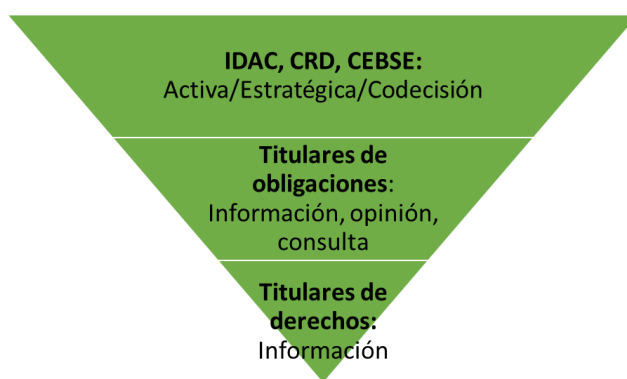 IDAC, CRD, CEBSE:
Activa/Estratégica/Codecisión
Titulares de
obligaciones:
Información, opinión,
consulta
Titulares de
derechos:
Información